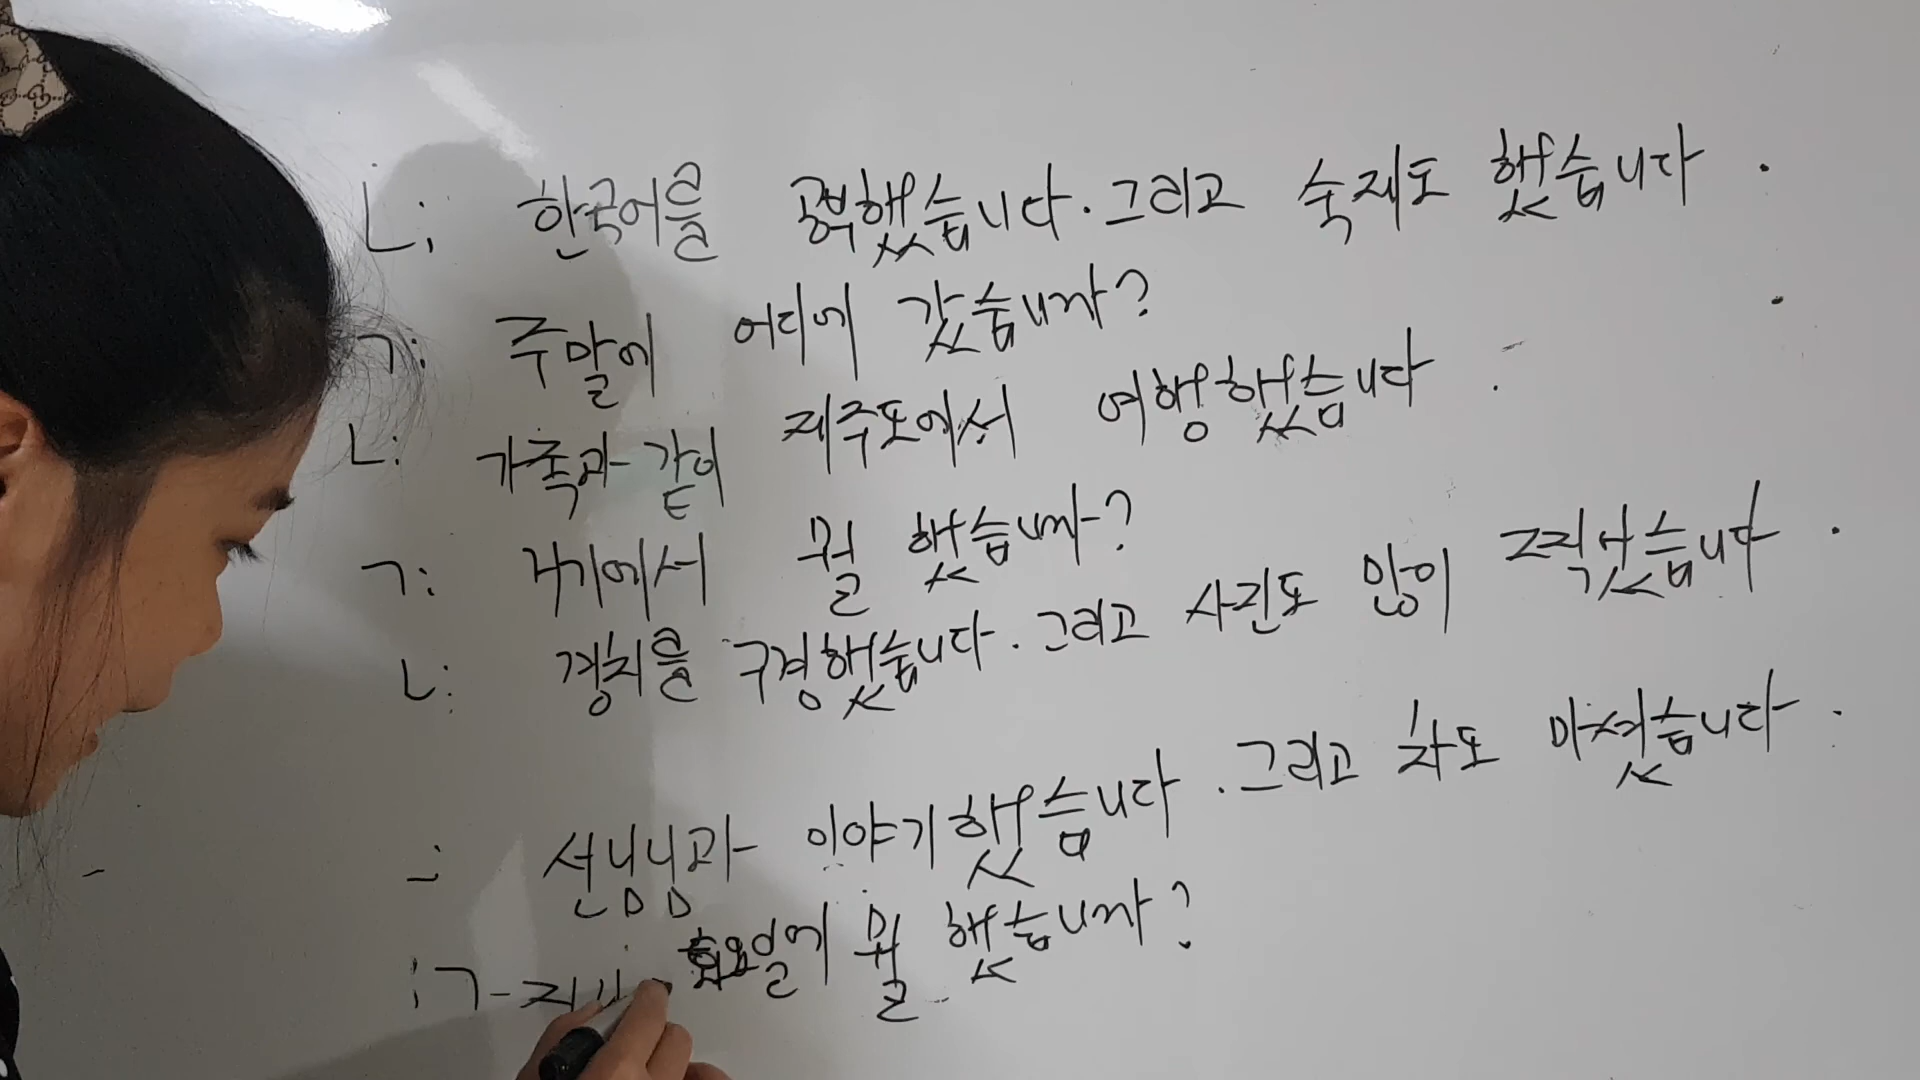 ㄴ: 한국어을 공부했습니다. 그리고 숙제도 했습니다.
ㄱ: 주말에 어디에 갔습니까?
ㄴ: 가족과 같이 제주도에서 여행했습니다.
ㄱ: 거기에서 뭘 했습니까?
ㄴ: 경치을 구경했습니다. 그리고 사진도 많이 찍었습니다.
선님과 이야기했습니다. 그리고 차도 마셨습니다.
ㄱ- 요일에 뭘 했습니까?